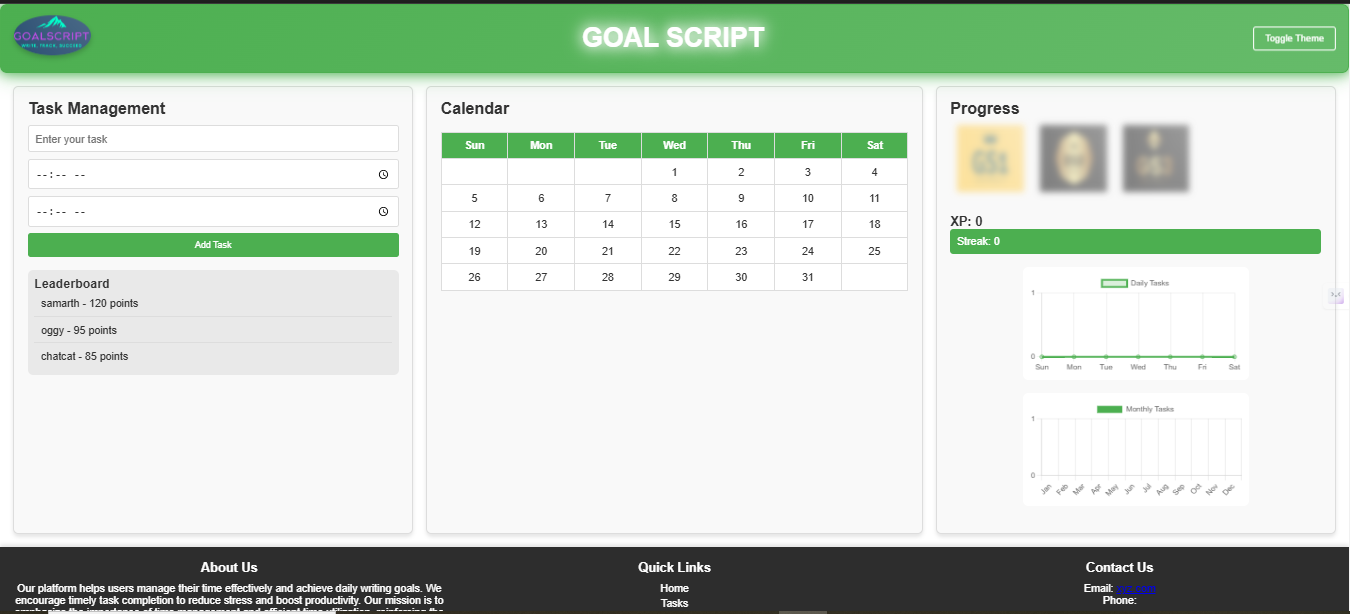 GOALSCRIPT
WRITE, TRACK, SUCCEED
GOAL SCRIPT
Toggle Theme
Task Management
Enter your task
--:-- --
--:-- --
Add Task
Leaderboard
samarth - 120 points
oggy - 95 points
chatcat - 85 points
Calendar
Sun Mon Tue Wed Thu Fri Sat
1 2 3 4
5 6 7 8 9 10 11
12 13 14 15 16 17 18
19 20 21 22 23 24 25
26 27 28 29 30 31
Progress
XP: 0
Streak: 0
Daily Tasks
1
0
Sun Mon Tue Wed Thu Fri Sat
Monthly Tasks
1
0
Jan Feb Mar Apr May Jun Jul Aug Sep Oct Nov Dec
About Us
Our platform helps users manage their time effectively and achieve daily writing goals. We
encourage timely task completion to reduce stress and boost productivity. Our mission is to
Quick Links
Home
Tasks
Contact Us
Email:
Phone: